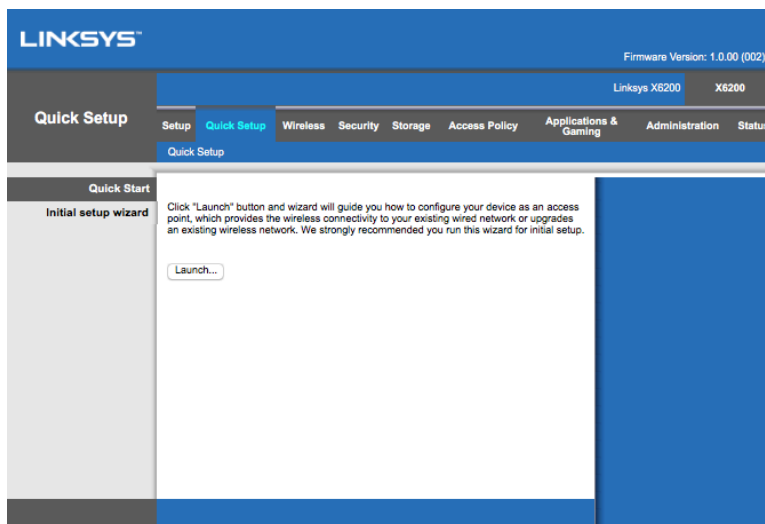 LINKSYS™
Firmware Version: 1.0.00 (002)
Linksys X6200 X6200
Quick Setup
Setup Quick Setup Wireless Security Storage Access Policy Applications & Gaming Administration
Quick Setup
Quick Start
Initial setup wizard
Click "Launch" button and wizard will guide you how to configure your device as an access
point, which provides the wireless connectivity to your existing wired network or upgrades
an existing wireless network. We strongly recommended you run this wizard for initial setup.
Launch...